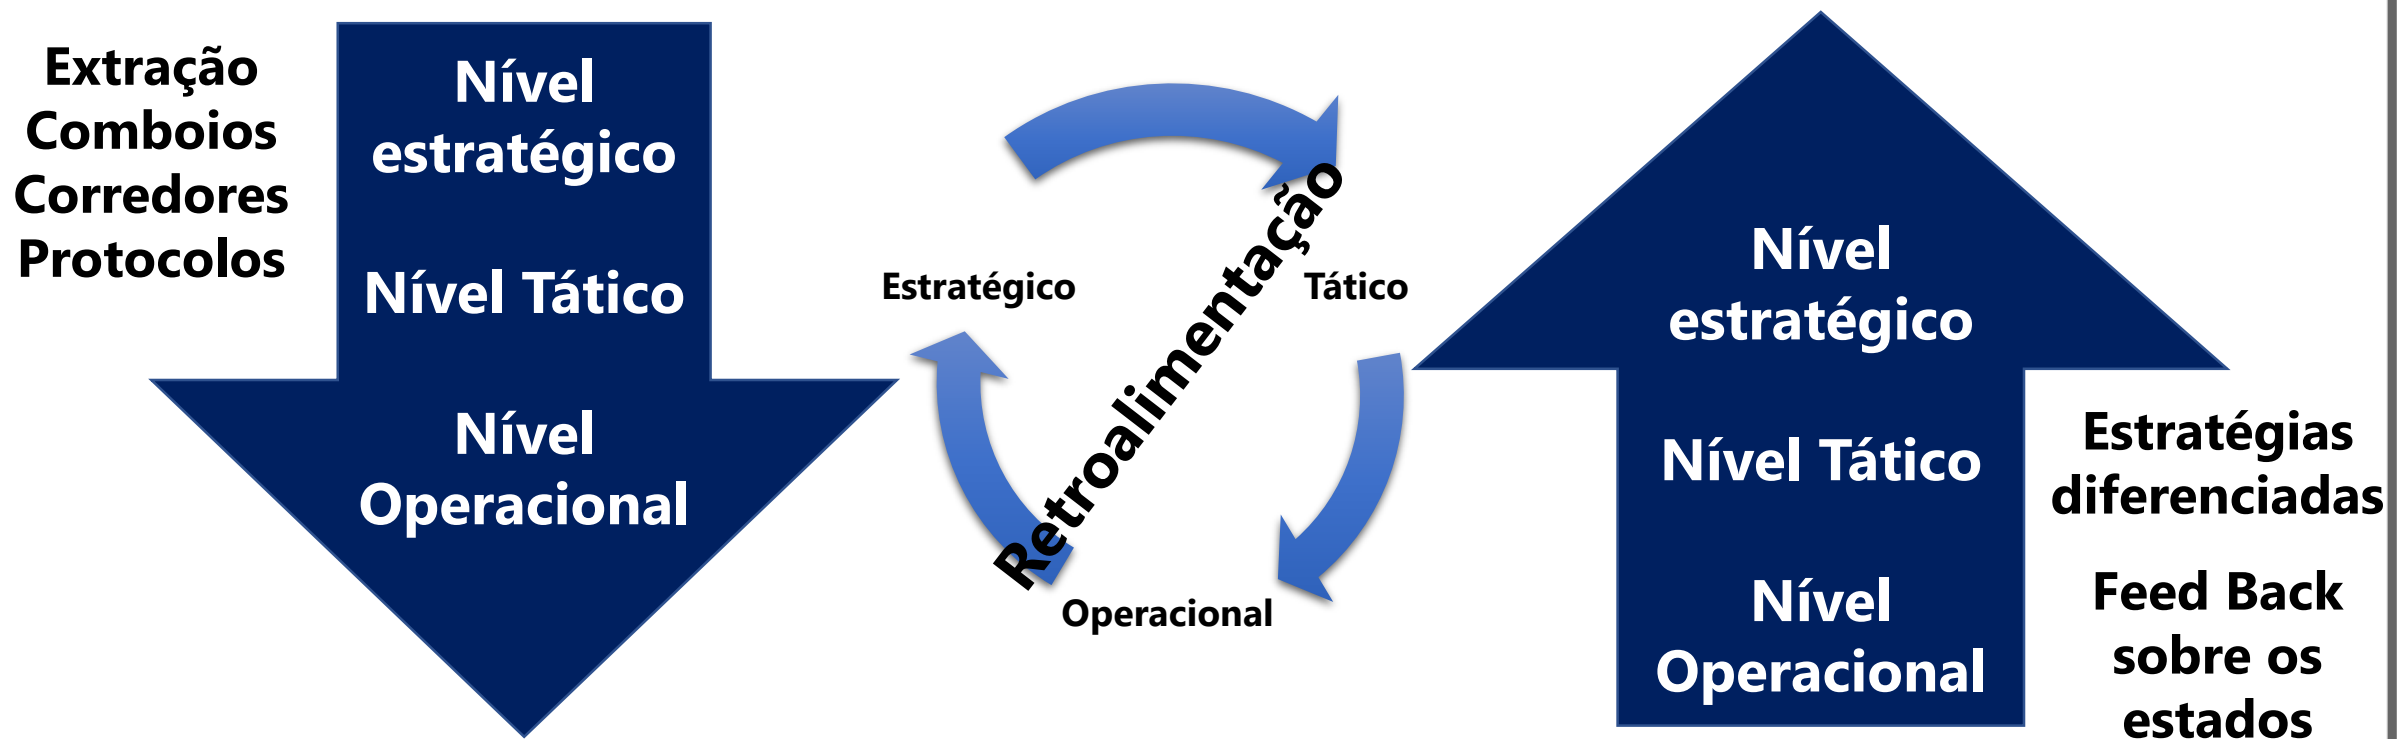 Extração
Comboios
Corredores
Protocolos
Nível
estratégico
Nível Tático
Nível
Operacional
Estratégico
Tático
Operacional
Retroalimentação
Nível
estratégico
Nível Tático
Nível
Operacional
Estratégias
diferenciadas
Feed Back
sobre os
estados